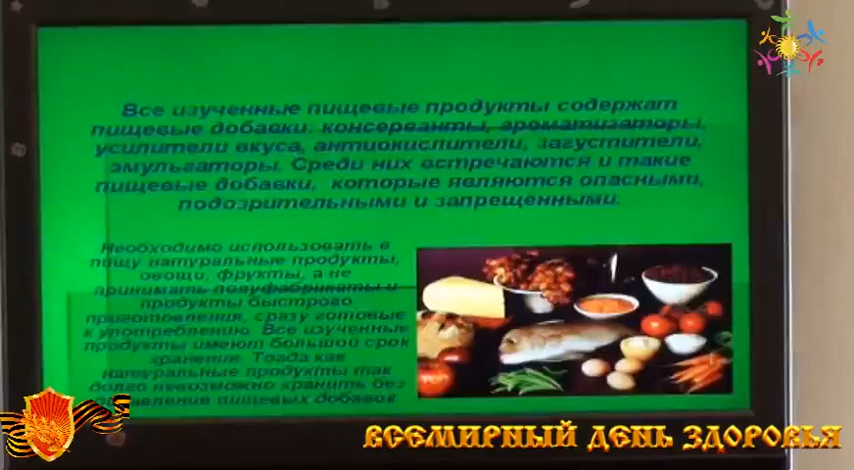 Все изученные пищевые продукты содержат
пищевые добавки: консерванты, ароматизаторы,
усилители вкуса, антиокислители, загустители,
эмульгаторы. Среди них встречаются и такие
пищевые добавки, которые являются опасными,
подозрительными и запрещёнными.
Необходимо использовать в
пищу натуральные продукты,
овощи, фрукты, а не
принимать полуфабрикаты и
продукты быстрого
приготовления, сразу готовые
к употреблению. Все изученные
продукты имеют большой срок
хранения. Тогда как
натуральные продукты так
долго невозможно хранить без
пищевых добавок
ВСЕМИРНЫЙ ДЕНЬ ЗДОРОВЬЯ